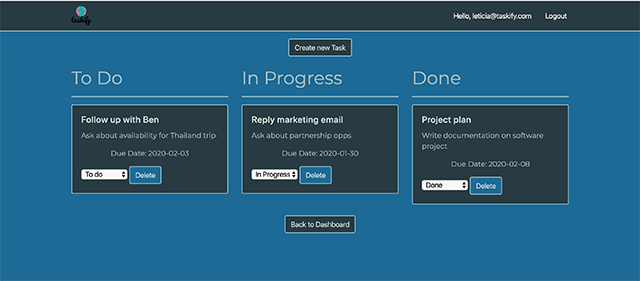 taskify
Hello, leticia@taskify.com
Logout
Create new Task
To Do
Follow up with Ben
Ask about availability for Thailand trip
Due Date: 2020-02-03
To do
Delete
In Progress
Reply marketing email
Ask about partnership opps
Due Date: 2020-01-30
In Progress
Delete
Done
Project plan
Write documentation on software
project
Due Date: 2020-02-08
Done
Delete
Back to Dashboard